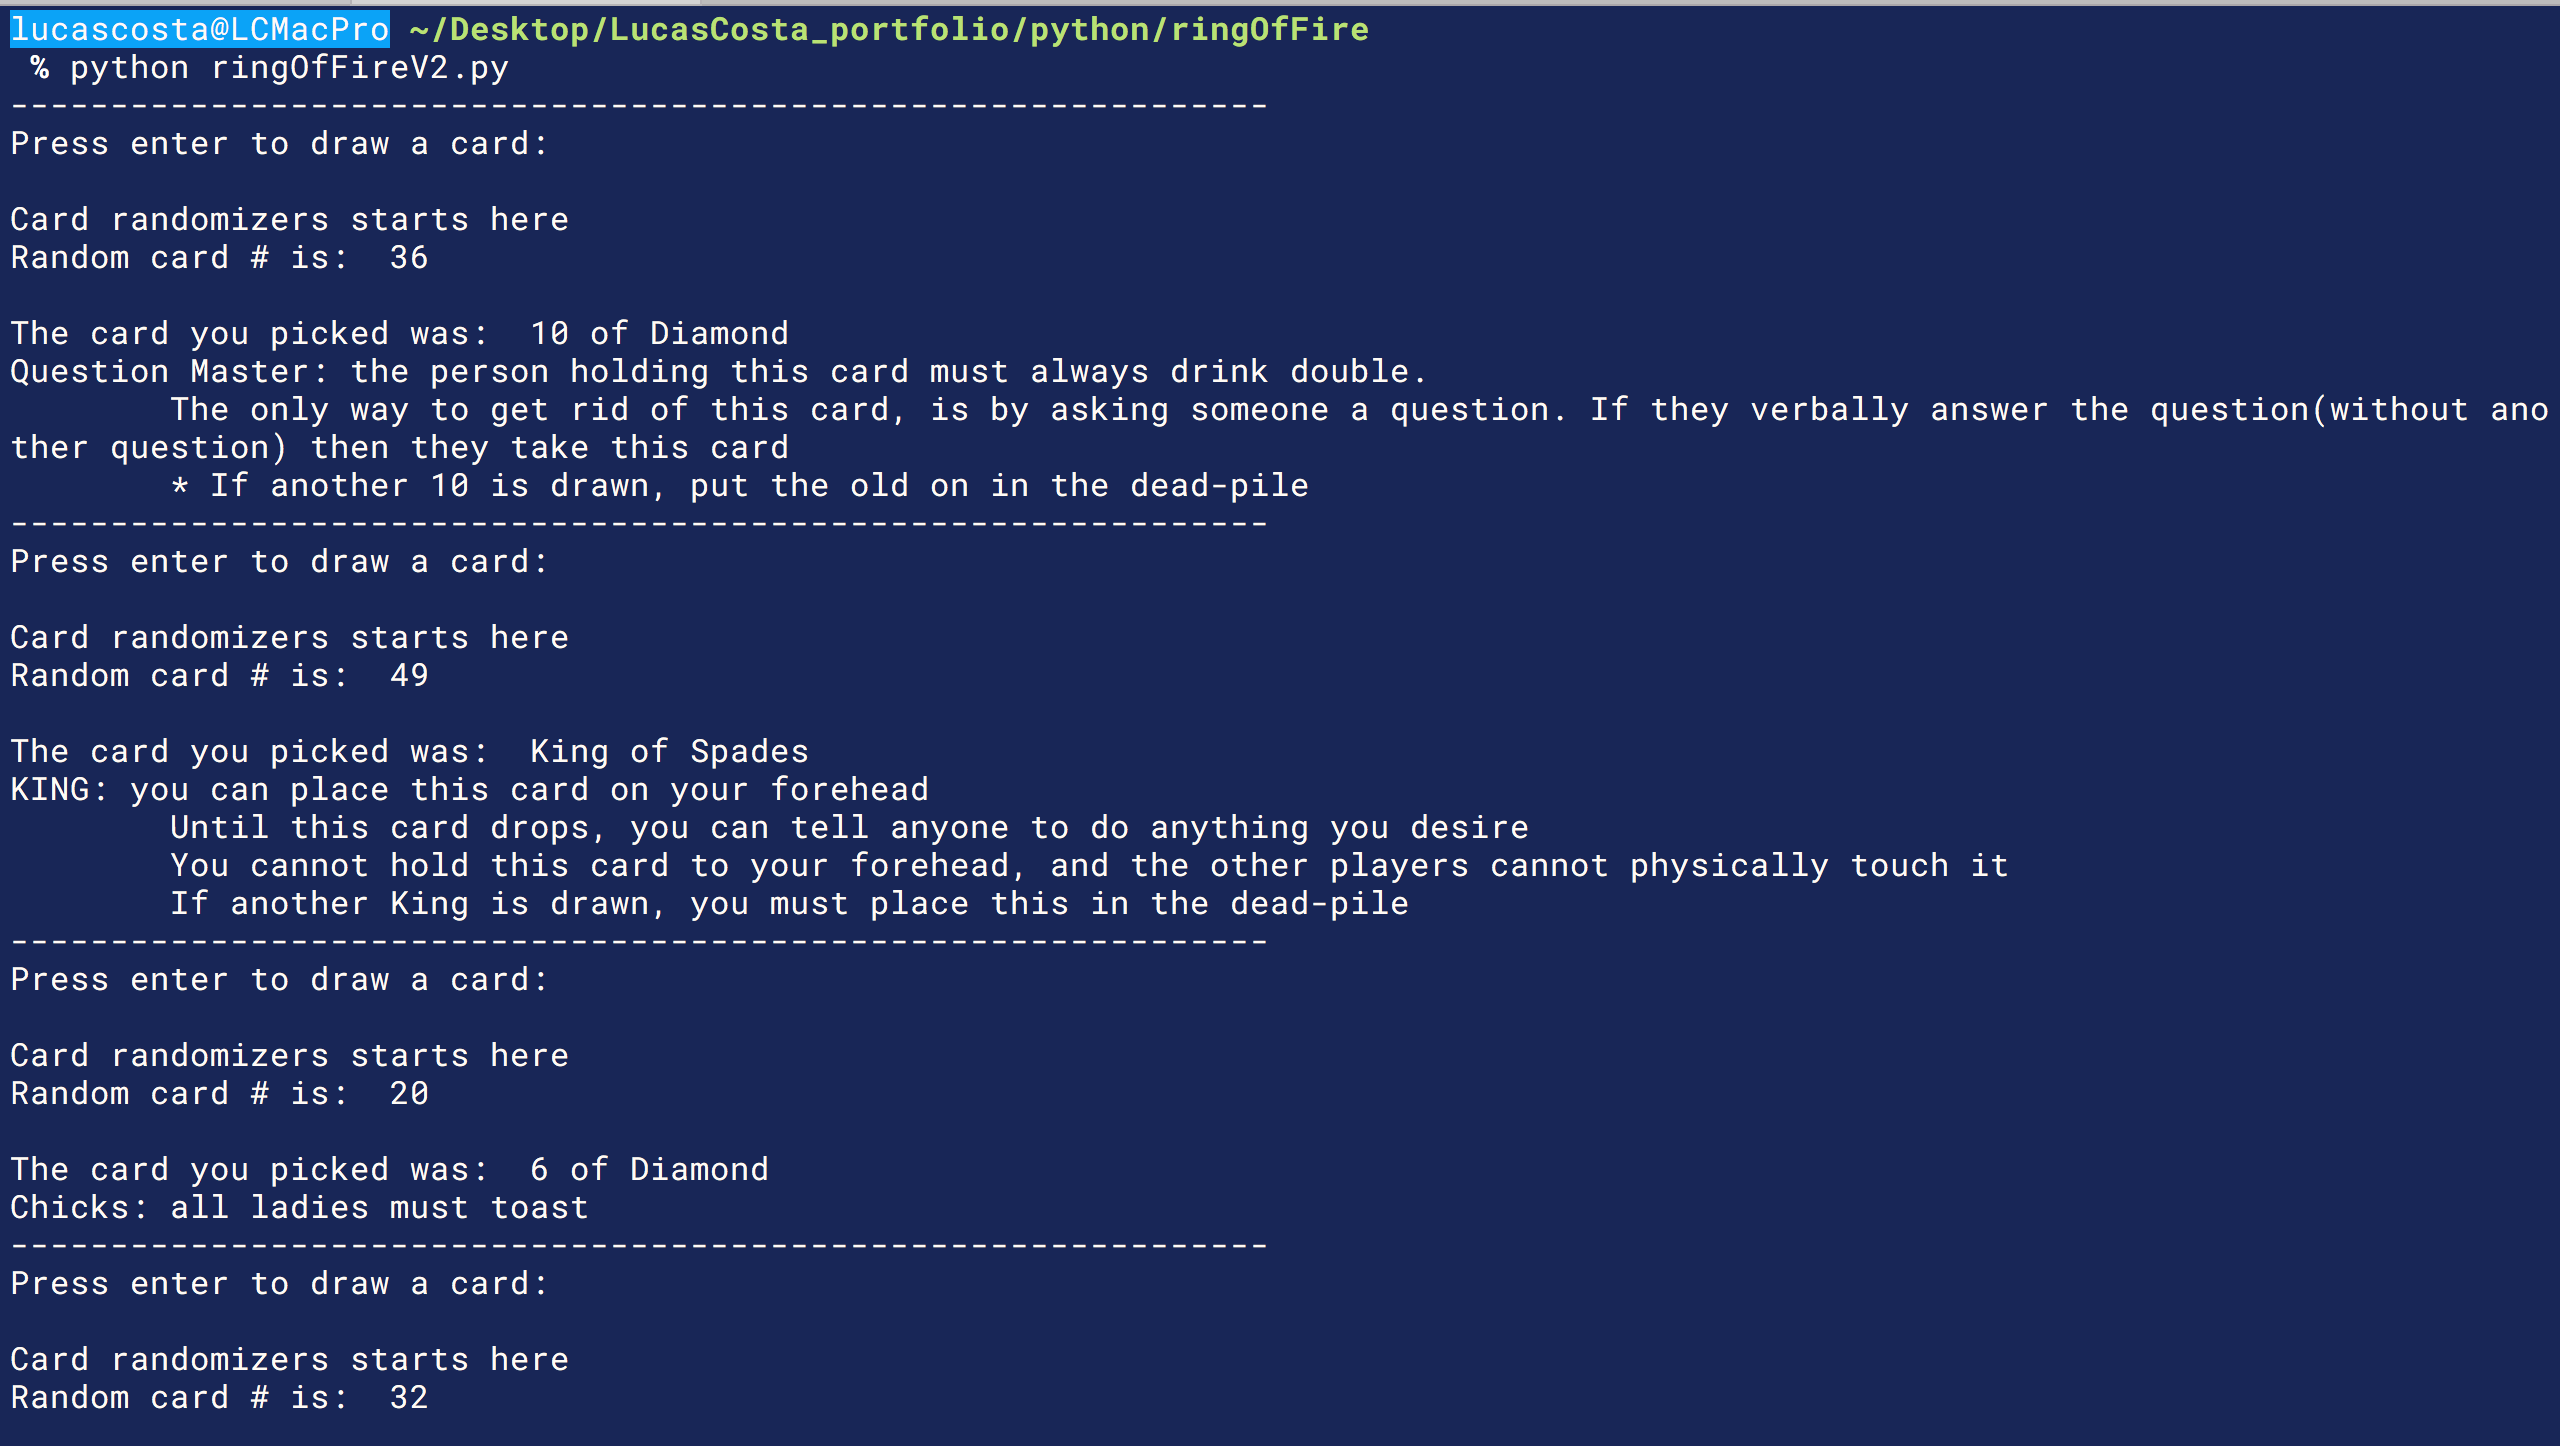 lucascosta@LCMacPro ~/Desktop/LucasCosta_portfolio/python/ringOfFire
% python ringOfFireV2.py
---------------------------------------------------------------
Press enter to draw a card:
Card randomizers starts here
Random card # is:  36
The card you picked was:  10 of Diamond
Question Master: the person holding this card must always drink double.
The only way to get rid of this card, is by asking someone a question. If they verbally answer the question(without ano
ther question) then they take this card
* If another 10 is drawn, put the old on in the dead-pile
---------------------------------------------------------------
Press enter to draw a card:
Card randomizers starts here
Random card # is:  49
The card you picked was:  King of Spades
KING: you can place this card on your forehead
Until this card drops, you can tell anyone to do anything you desire
You cannot hold this card to your forehead, and the other players cannot physically touch it
If another King is drawn, you must place this in the dead-pile
---------------------------------------------------------------
Press enter to draw a card:
Card randomizers starts here
Random card # is:  20
The card you picked was:  6 of Diamond
Chicks: all ladies must toast
---------------------------------------------------------------
Press enter to draw a card:
Card randomizers starts here
Random card # is:  32